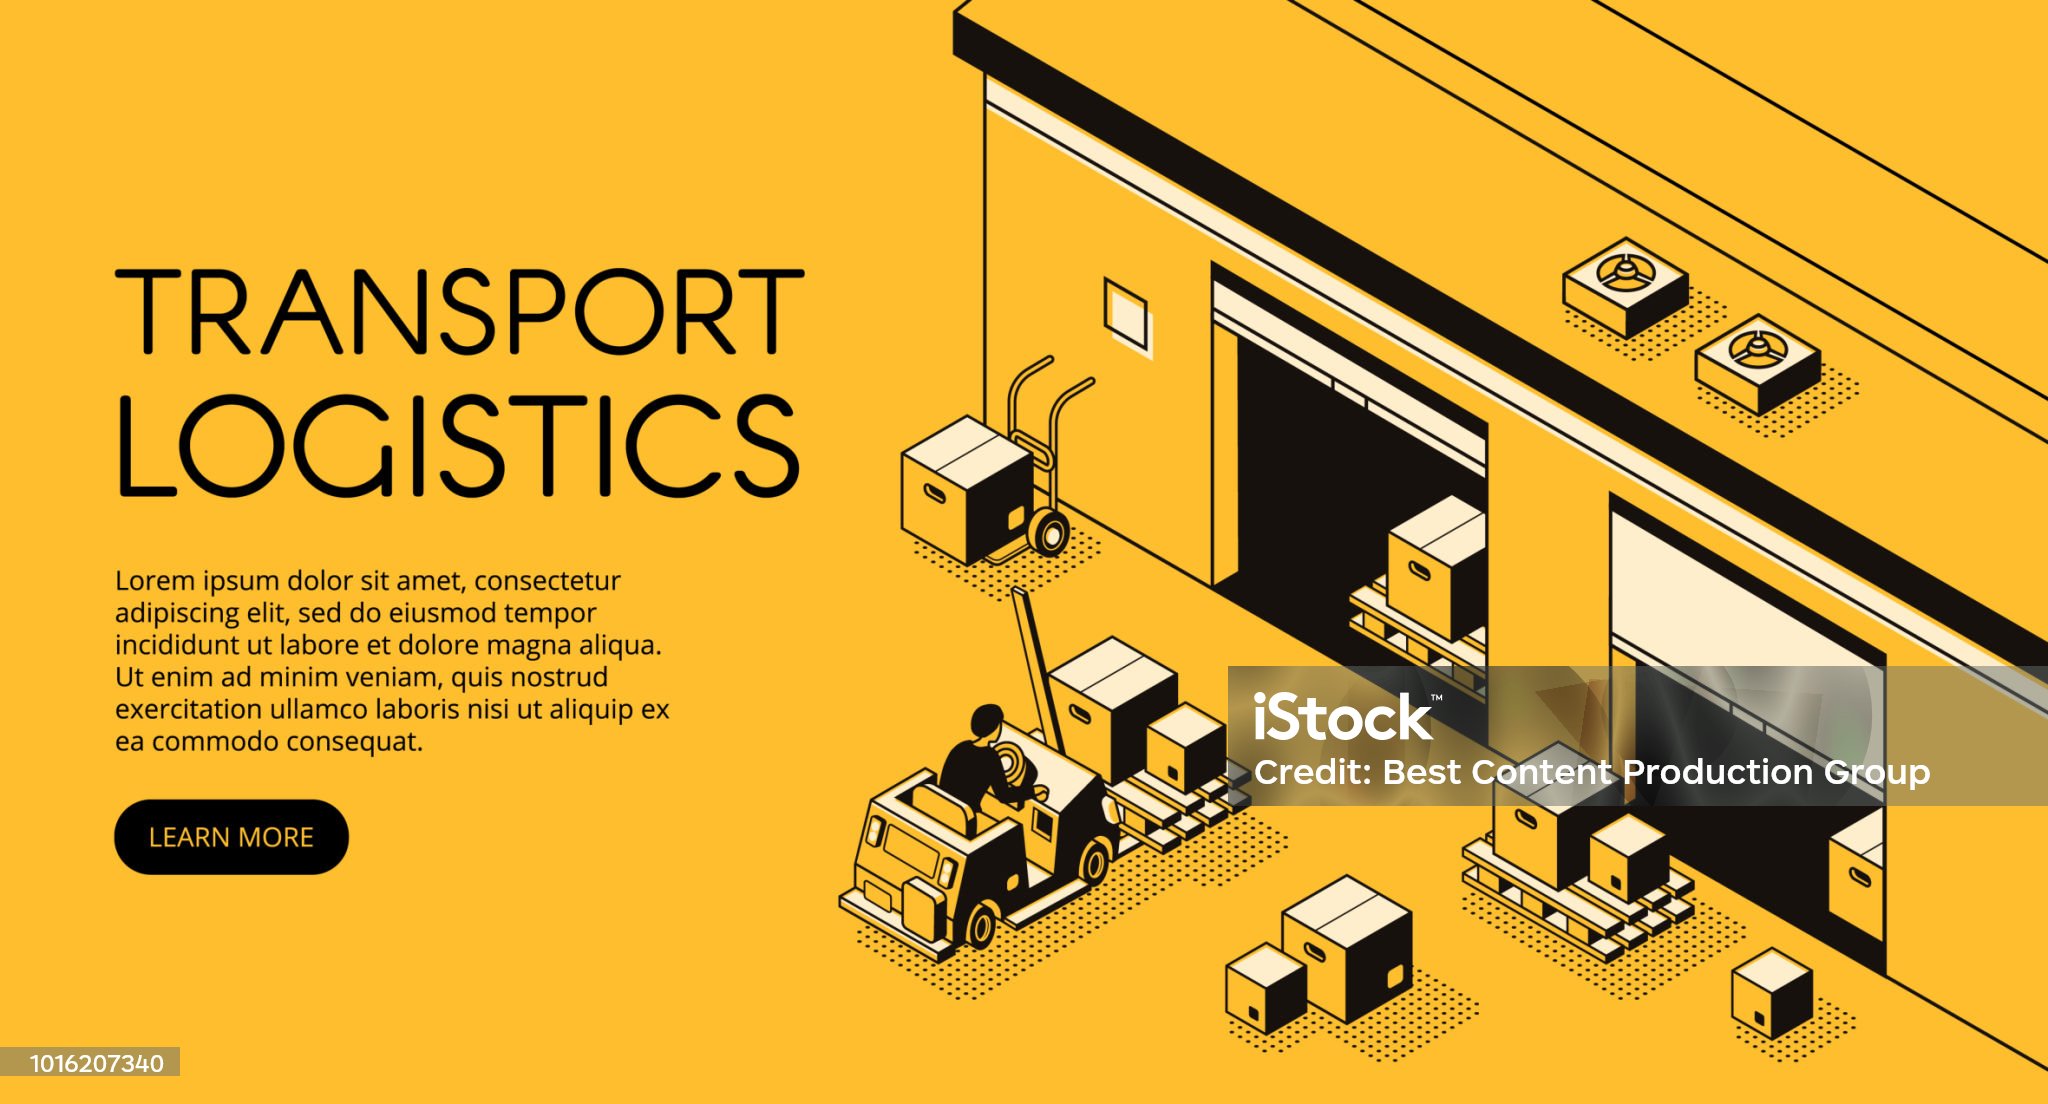 TRANSPORT
LOGISTICS
Lorem ipsum dolor sit amet, consectetur
adipiscing elit, sed do eiusmod tempor
incididunt ut labore et dolore magna aliqua.
Ut enim ad minim veniam, quis nostrud
exercitation ullamco laboris nisi ut aliquip ex
ea commodo consequat.
LEARN MORE
iStock™
Credit: Best Content Production Group
1016207340